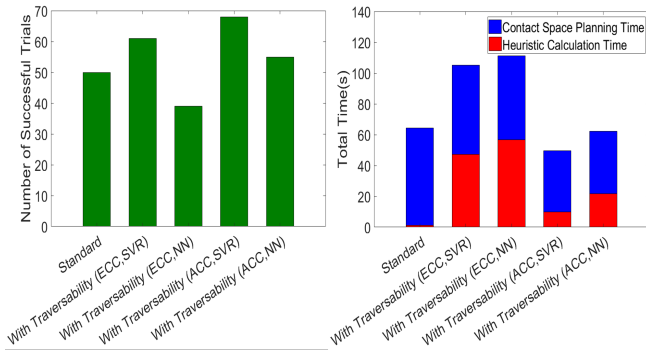 Number of Successful Trials
70
60
50
40
30
20
10
0
Standard
With Traversability (ECC,SVR)
With Traversability (ECC,NN)
With Traversability (ACC,SVR)
With Traversability (ACC,NN)
Total Time(s)
140
120
100
80
60
40
20
0
Contact Space Planning Time
Heuristic Calculation Time
Standard
With Traversability (ECC,SVR)
With Traversability (ECC,NN)
With Traversability (ACC,SVR)
With Traversability (ACC,NN)